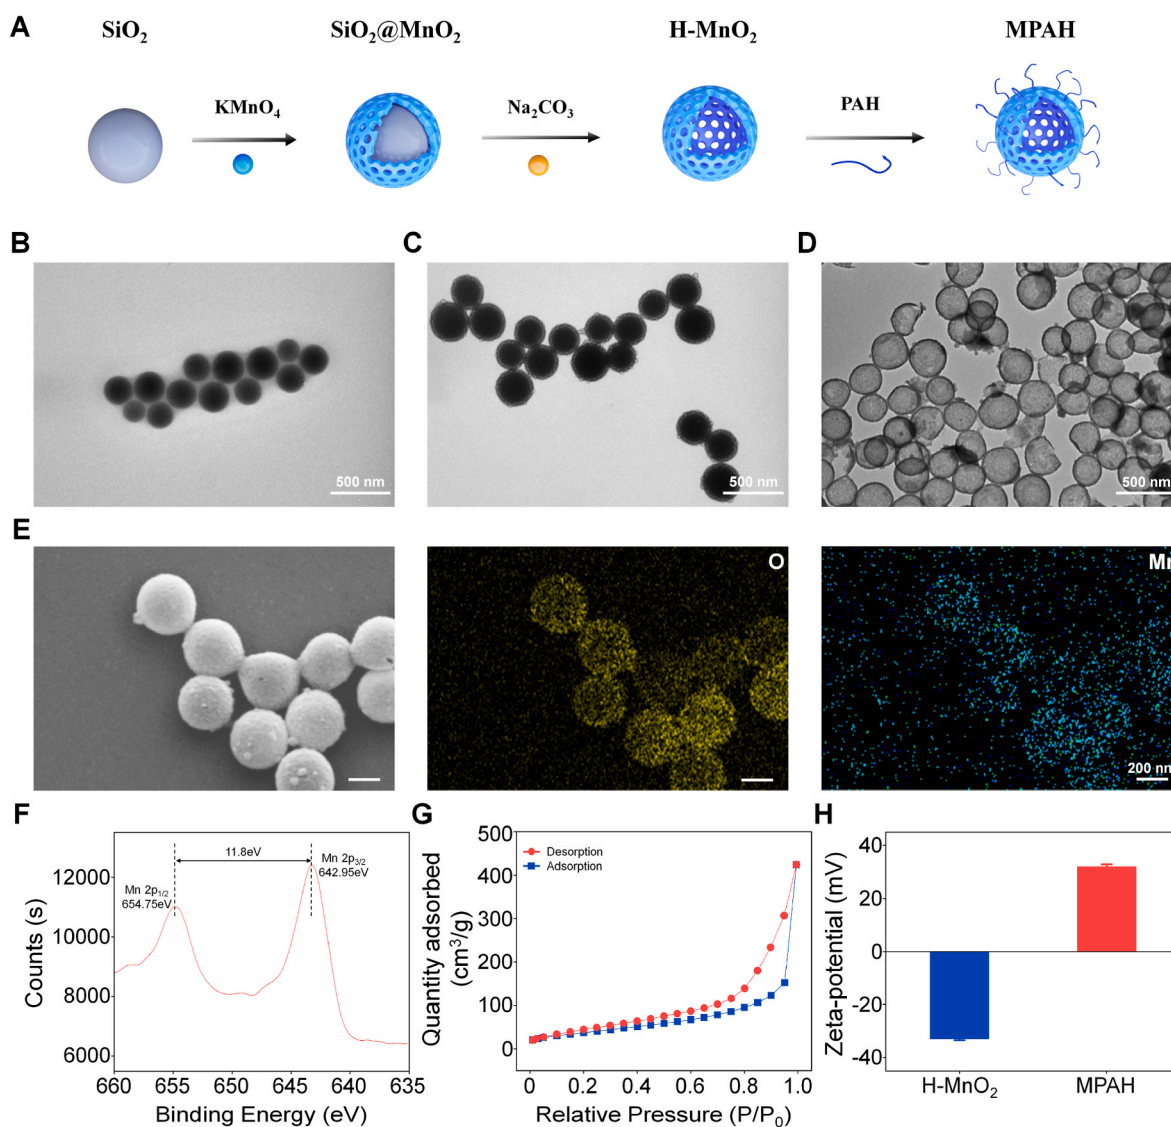 A
SiO2
SiO2@MnO2
H-MnO2
MPAH
KMnO4
Na2CO3
PAH
B
C
D
500 nm
500 nm
500 nm
E
O
Mn
200 nm
F
G
H
Counts (s)
12000
10000
8000
6000
11.8eV
Mn 2p3/2
642.95eV
Mn 2p1/2
654.75eV
660
655
650
645
640
635
Binding Energy (eV)
Quantity adsorbed
(cm3/g)
500
400
300
200
100
0
Desorption
Adsorption
0
0.2
0.4
0.6
0.8
1.0
Relative Pressure (P/P0)
Zeta-potential (mV)
40
20
0
-20
-40
H-MnO2
MPAH